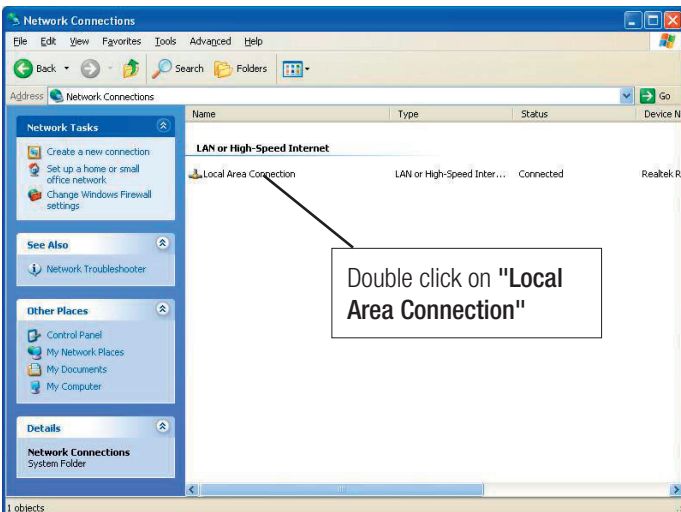 Network Connections
File Edit View Favorites Tools Advanced Help
Back Search Folders
Address Network Connections Go
Name Type Status Device N
Network Tasks
Create a new connection
Set up a home or small
office network
Change Windows Firewall
settings
LAN or High-Speed Internet
Local Area Connection LAN or High-Speed Inter... Connected Realtek R
See Also
Network Troubleshooter
Double click on "Local
Area Connection"
Other Places
Control Panel
My Network Places
My Documents
My Computer
Details
Network Connections
System Folder
1 objects